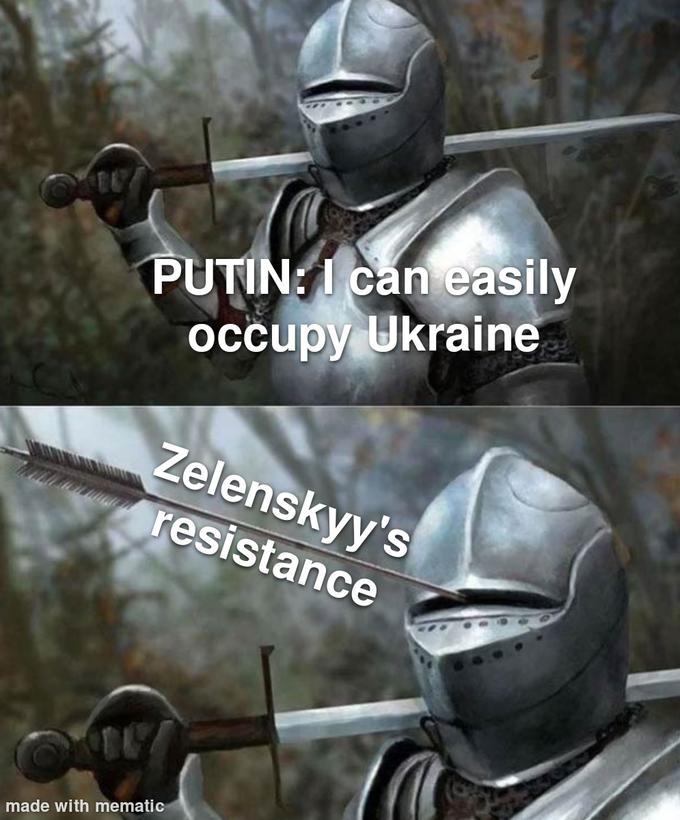 PUTIN: I can easily
occupy Ukraine
Zelenskyy's
resistance
made with mematic